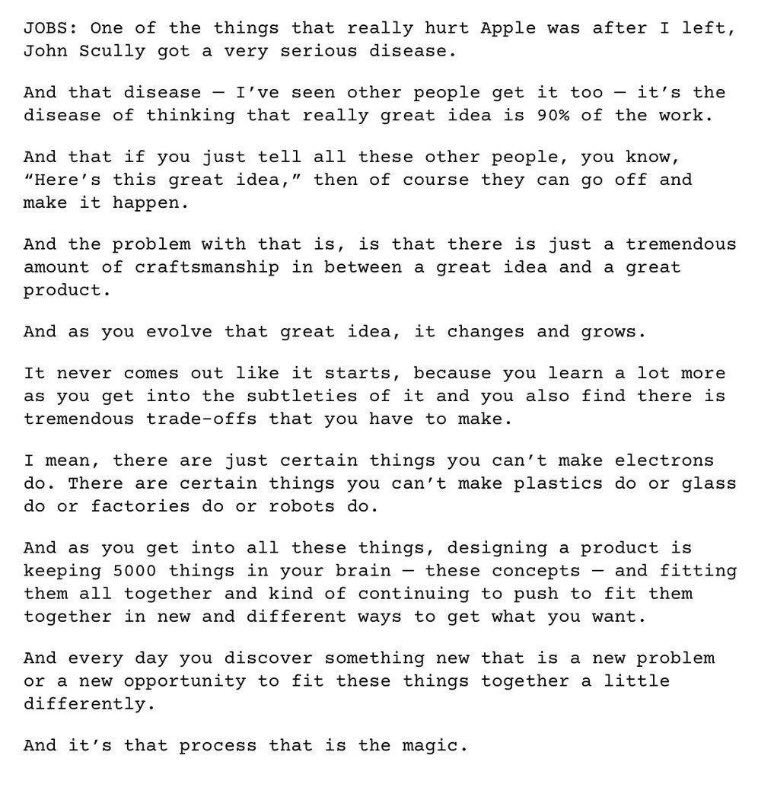 JOBS: One of the things that really hurt Apple was after I left,
John Scully got a very serious disease.
And that disease — I’ve seen other people get it too — it’s the
disease of thinking that really great idea is 90% of the work.
And that if you just tell all these other people, you know,
“Here’s this great idea,” then of course they can go off and
make it happen.
And the problem with that is, is that there is just a tremendous
amount of craftsmanship in between a great idea and a great
product.
And as you evolve that great idea, it changes and grows.
It never comes out like it starts, because you learn a lot more
as you get into the subtleties of it and you also find there is
tremendous trade-offs that you have to make.
I mean, there are just certain things you can’t make electrons
do. There are certain things you can’t make plastics do or glass
do or factories do or robots do.
And as you get into all these things, designing a product is
keeping 5000 things in your brain — these concepts — and fitting
them all together and kind of continuing to push to fit them
together in new and different ways to get what you want.
And every day you discover something new that is a new problem
or a new opportunity to fit these things together a little
differently.
And it’s that process that is the magic.